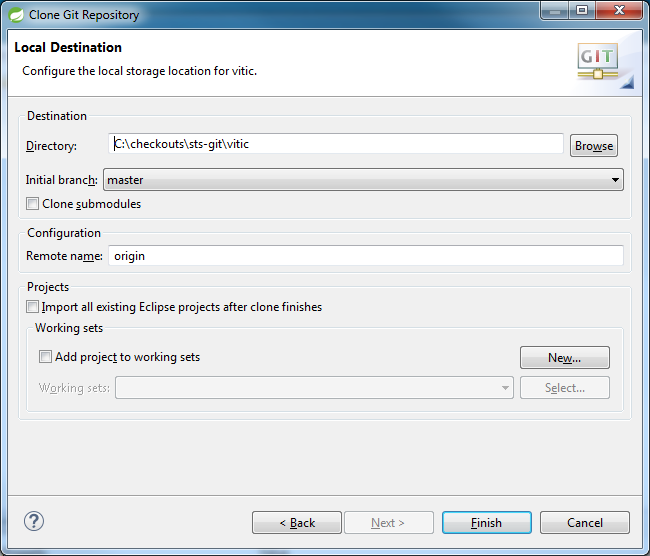 Clone Git Repository
Local Destination
Configure the local storage location for vitic.
GIT
Destination
Directory: C:\checkouts\sts-git\vitic Browse
Initial branch: master
Clone submodules
Configuration
Remote name: origin
Projects
Import all existing Eclipse projects after clone finishes
Working sets
Add project to working sets New...
Working sets: Select...
? < Back Next > Finish Cancel